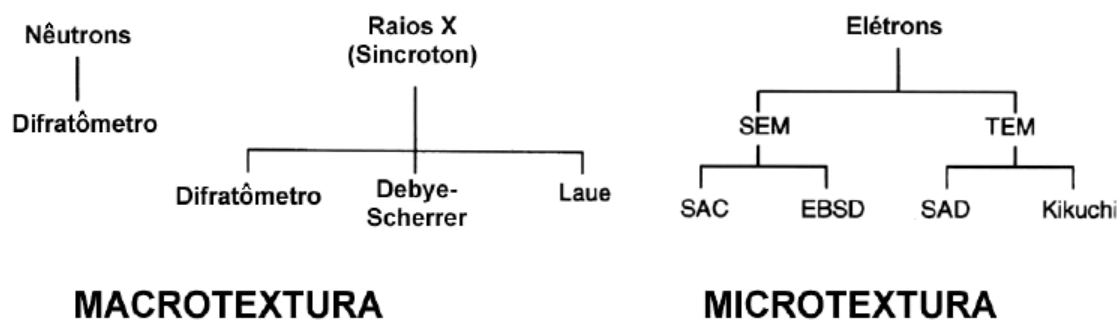 Nêutrons
Difratômetro
Raios X
(Sincroton)
Difratômetro
Debye-
Scherrer
Laue
Elétrons
SEM
TEM
SAC
EBSD
SAD
Kikuchi
MACROTEXTURA
MICROTEXTURA